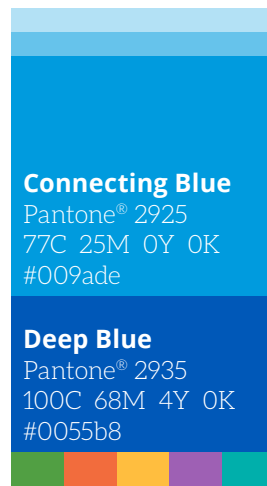 Connecting Blue
Pantone® 2925
77C 25M 0Y 0K
#009ade
Deep Blue
Pantone® 2935
100C 68M 4Y 0K
#0055b8